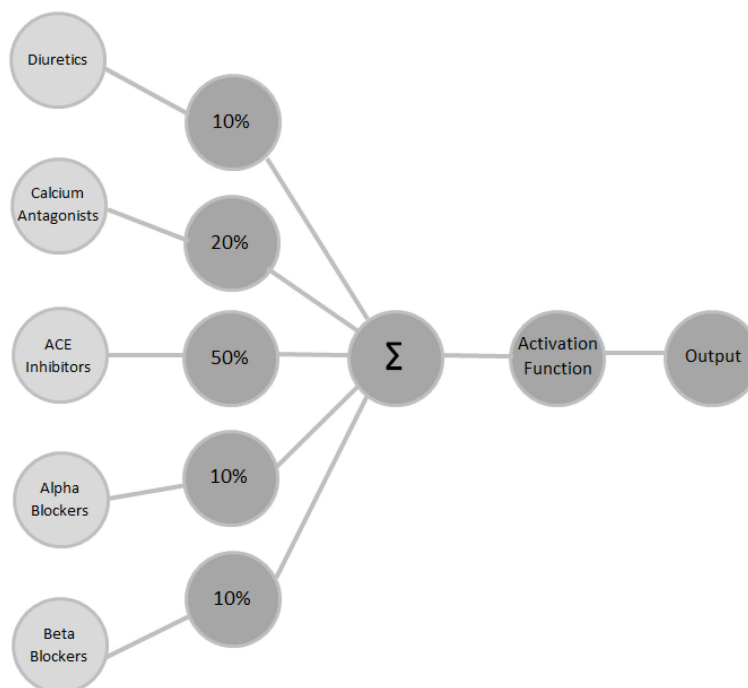 Diuretics
10%
Calcium
Antagonists
20%
ACE
Inhibitors
50%
Σ
Activation
Function
Output
Alpha
Blockers
10%
Beta
Blockers
10%